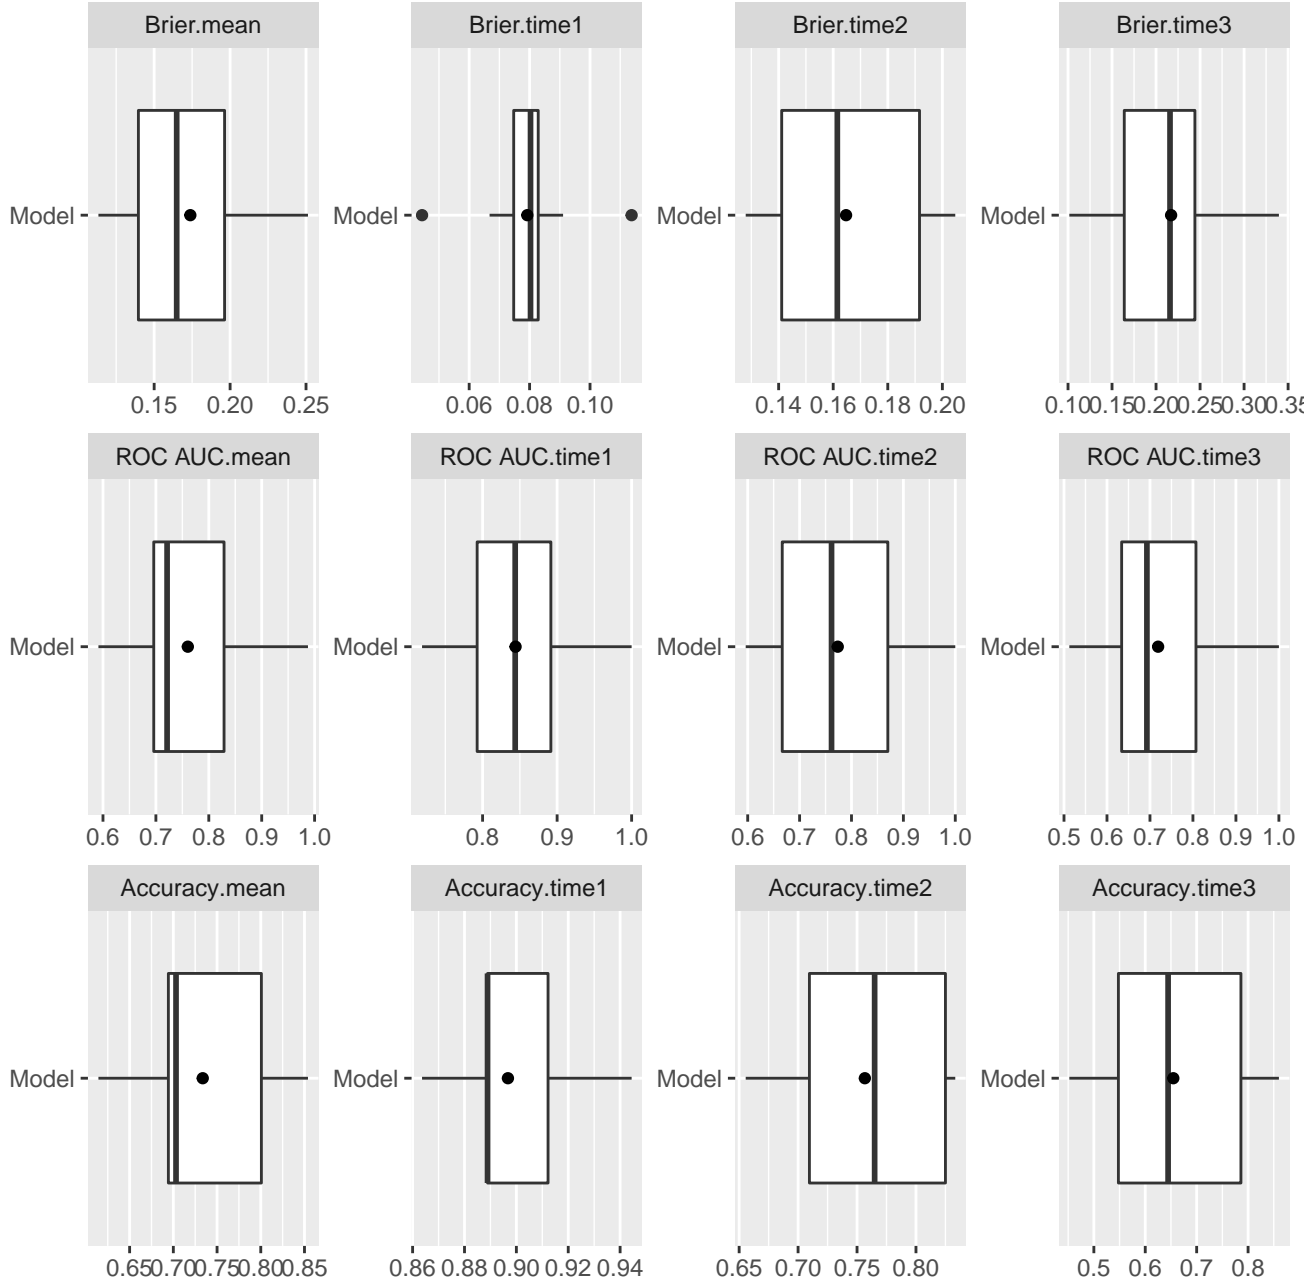 Brier.mean Brier.time1 Brier.time2 Brier.time3
Model Model Model Model
0.15 0.20 0.25 0.06 0.08 0.10 0.14 0.16 0.18 0.20 0.10 0.15 0.20 0.25 0.30 0.35
ROC AUC.mean ROC AUC.time1 ROC AUC.time2 ROC AUC.time3
Model Model Model Model
0.6 0.7 0.8 0.9 1.0 0.8 0.9 1.0 0.6 0.7 0.8 0.9 1.0 0.5 0.6 0.7 0.8 0.9 1.0
Accuracy.mean Accuracy.time1 Accuracy.time2 Accuracy.time3
Model Model Model Model
0.65 0.70 0.75 0.80 0.85 0.86 0.88 0.90 0.92 0.94 0.65 0.70 0.75 0.80 0.5 0.6 0.7 0.8